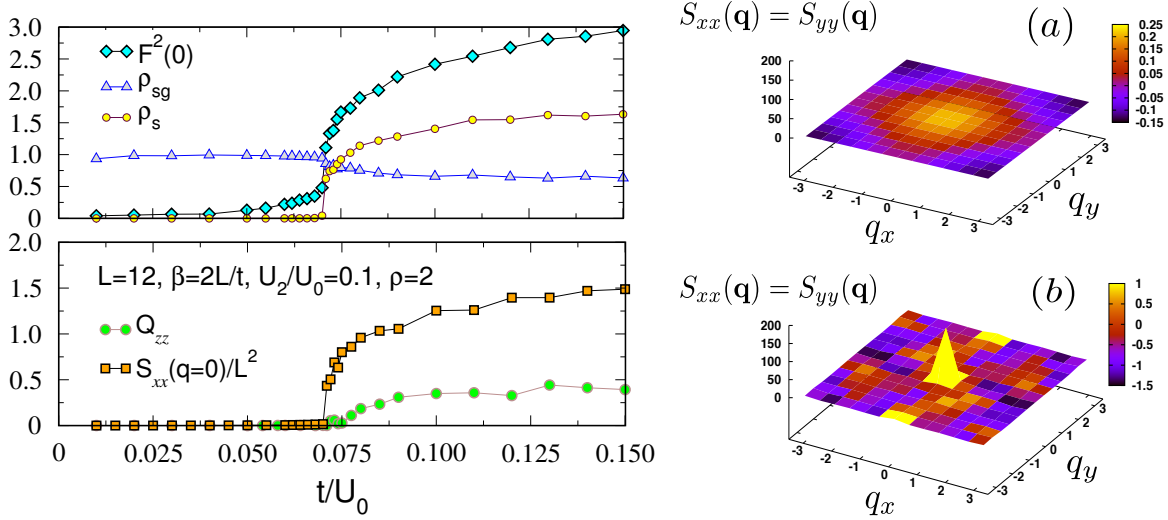 3.0
2.5
2.0
1.5
1.0
0.5
0
F²(0)
ρsg
ρs
2.0
1.5
1.0
0.5
0
L=12, β=2L/t, U₂/U₀=0.1, ρ=2
Qzz
Sxx(q=0)/L²
0 0.025 0.050 0.075 0.100 0.125 0.150
t/U₀
Sxx(q) = Syy(q) (a)
200
150
100
50
0
0.25
0.20
0.15
0.1
0.05
0
-0.05
-0.10
-0.15
-3 -2 -1 0 1 2 3
qx
-3 -2 -1 0 1 2 3
qy
Sxx(q) = Syy(q) (b)
200
150
100
50
0
1
0.5
0
-0.5
-1
-1.5
-3 -2 -1 0 1 2 3
qx
-3 -2 -1 0 1 2 3
qy